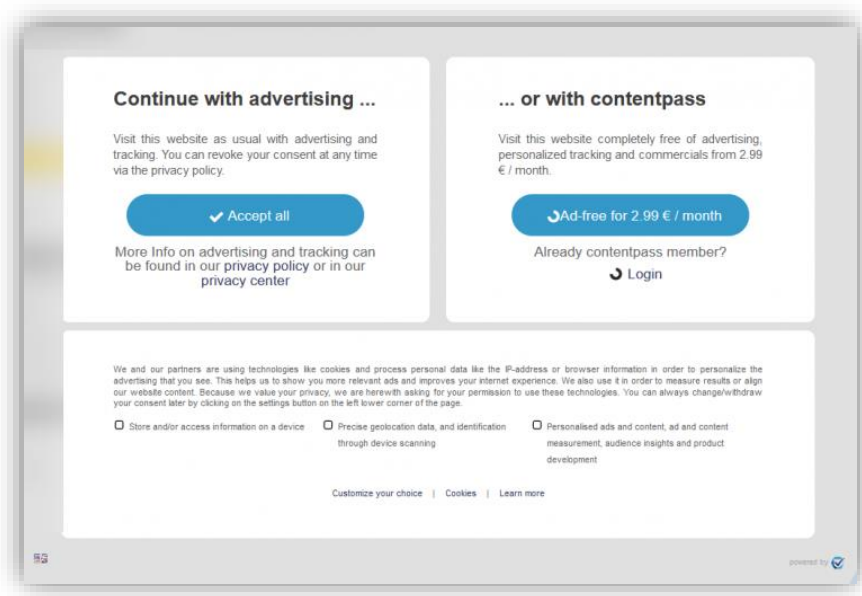 Continue with advertising ...
Visit this website as usual with advertising and
tracking. You can revoke your consent at any time
via the privacy policy.
Accept all
More Info on advertising and tracking can
be found in our privacy policy or in our
privacy center
... or with contentpass
Visit this website completely free of advertising,
personalized tracking and commercials from 2.99
€ / month.
Ad-free for 2.99 € / month
Already contentpass member?
Login
We and our partners are using technologies like cookies and process personal data like the IP-address or browser information in order to personalize the
advertising that you see. This helps us to show you more relevant ads and improves your internet experience. We also use it in order to measure results or align
our website content. Because we value your privacy, we are herewith asking for your permission to use these technologies. You can always change/withdraw
your consent later by clicking on the settings button on the left lower corner of the page.
Store and/or access information on a device
Precise geolocation data, and identification
through device scanning
Personalised ads and content, ad and content
measurement, audience insights and product
development
Customize your choice | Cookies | Learn more
powered by